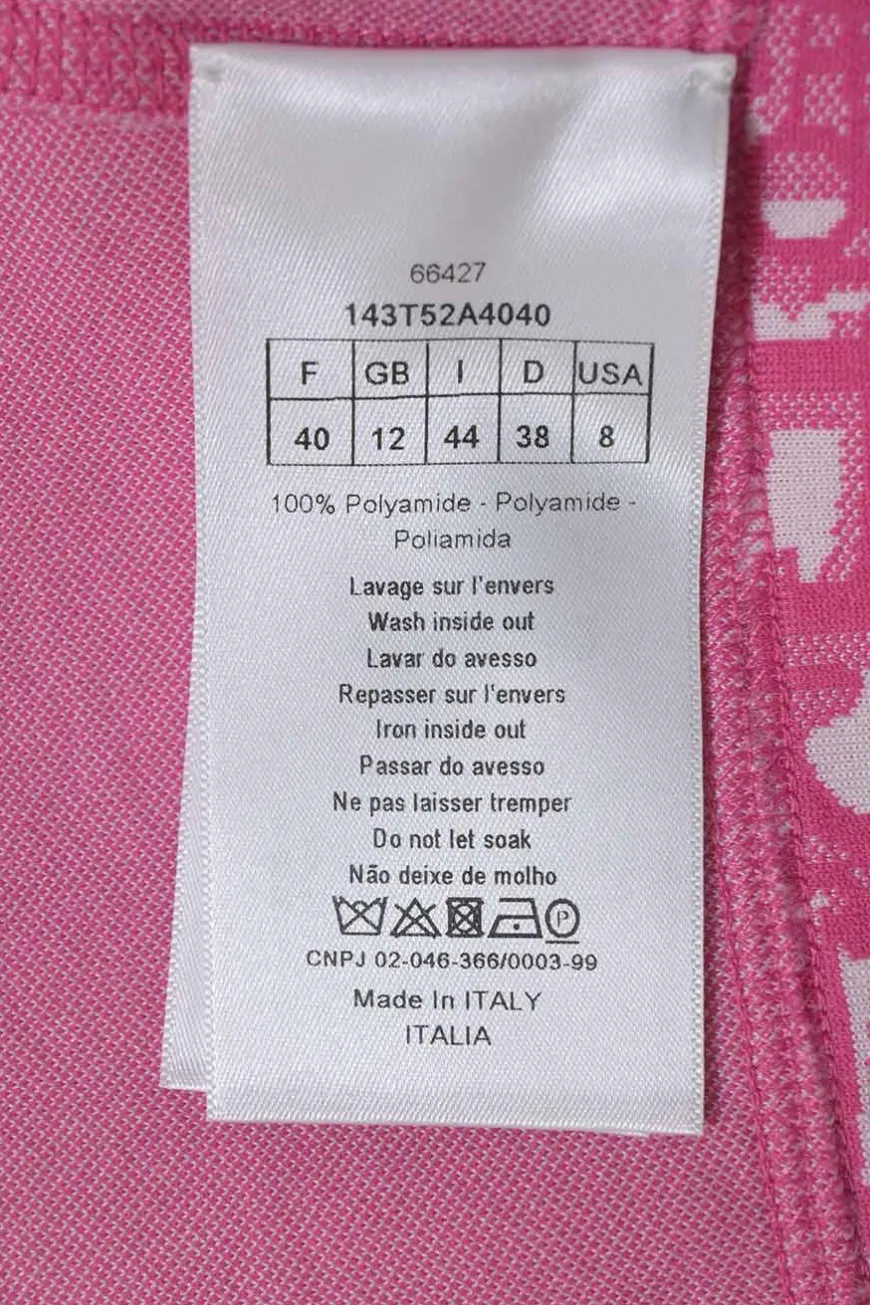 66427
143T52A4040
F GB I D USA
40 12 44 38 8
100% Polyamide - Polyamide -
Poliamida
Lavage sur l'envers
Wash inside out
Lavar do avesso
Repasser sur l'envers
Iron inside out
Passar do avesso
Ne pas laisser tremper
Do not let soak
Não deixe de molho
P
CNPJ 02-046-366/0003-99
Made In ITALY
ITALIA